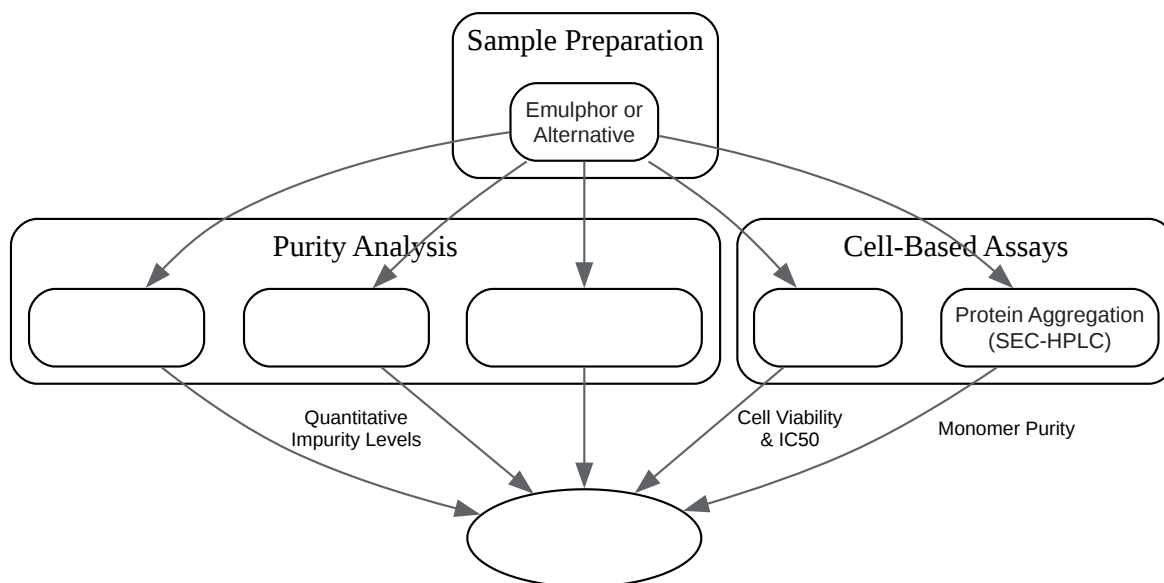 Sample Preparation
Emulphor or
Alternative
Purity Analysis
Cell-Based Assays
Protein Aggregation
(SEC-HPLC)
Quantitative
Impurity Levels
Cell Viability
& IC50
Monomer Purity